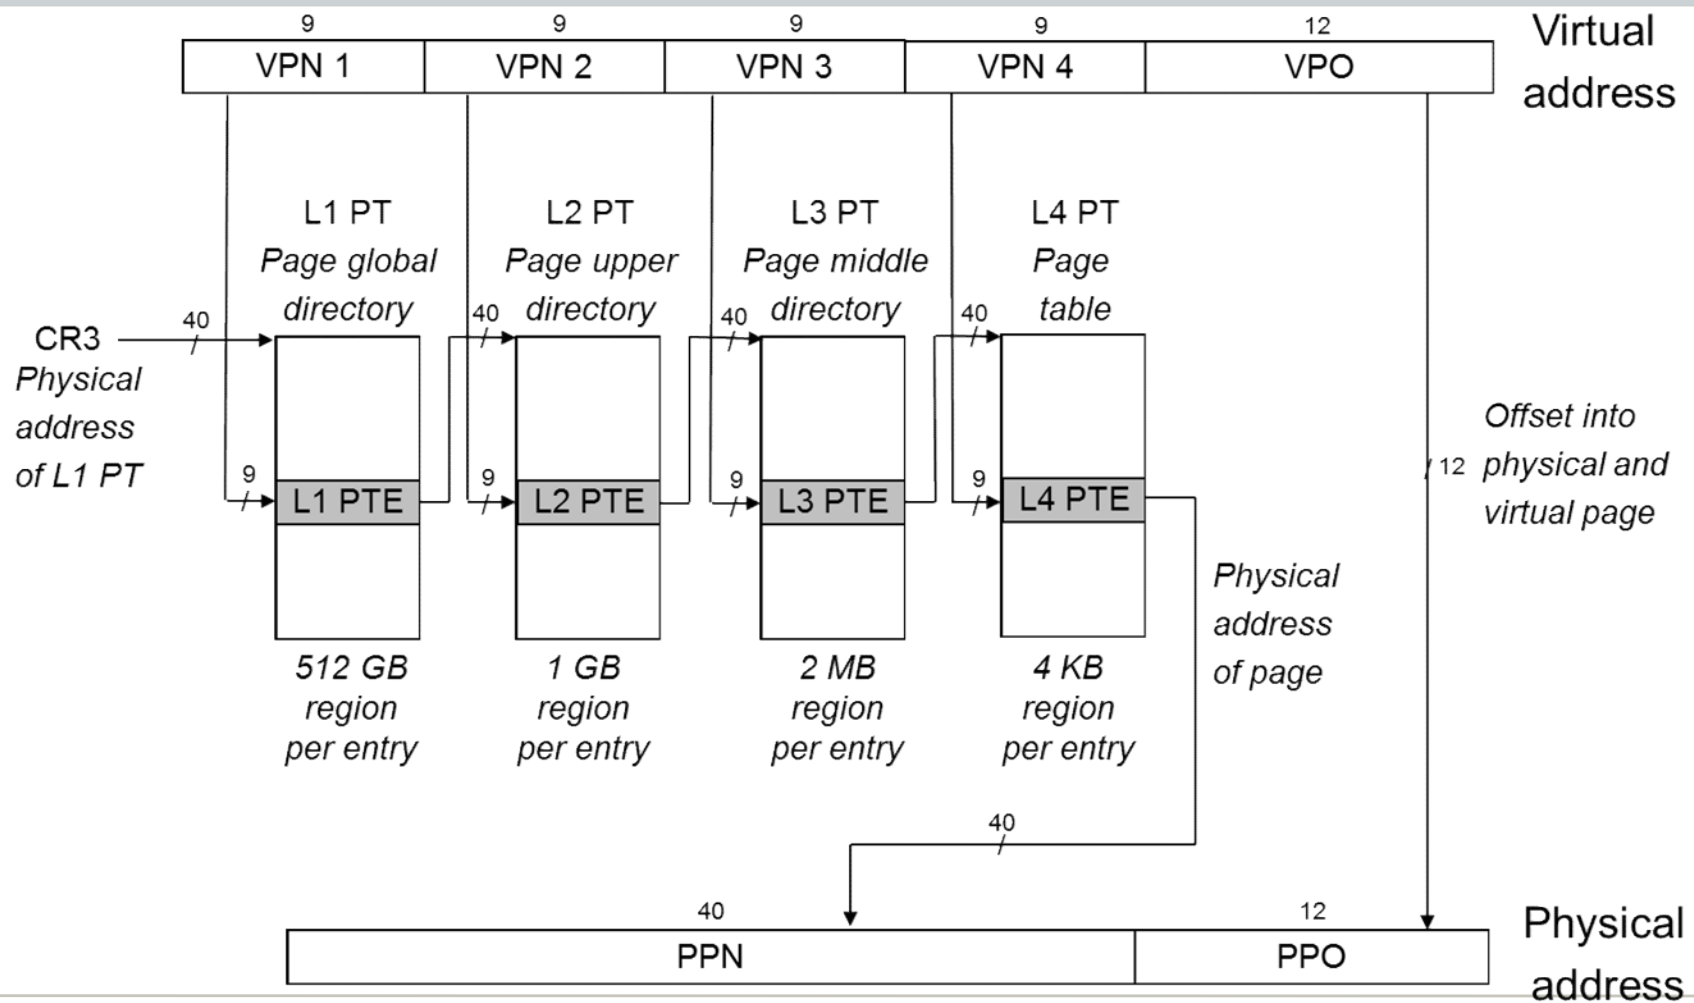 9 9 9 9 12
VPN 1 VPN 2 VPN 3 VPN 4 VPO
Virtual
address
L1 PT
Page global
directory
L2 PT
Page upper
directory
L3 PT
Page middle
directory
L4 PT
Page
table
CR3
Physical
address
of L1 PT
40
40
40
40
9
9
9
9
L1 PTE
L2 PTE
L3 PTE
L4 PTE
512 GB
region
per entry
1 GB
region
per entry
2 MB
region
per entry
4 KB
region
per entry
Physical
address
of page
12
Offset into
physical and
virtual page
40
40 12
PPN PPO
Physical
address